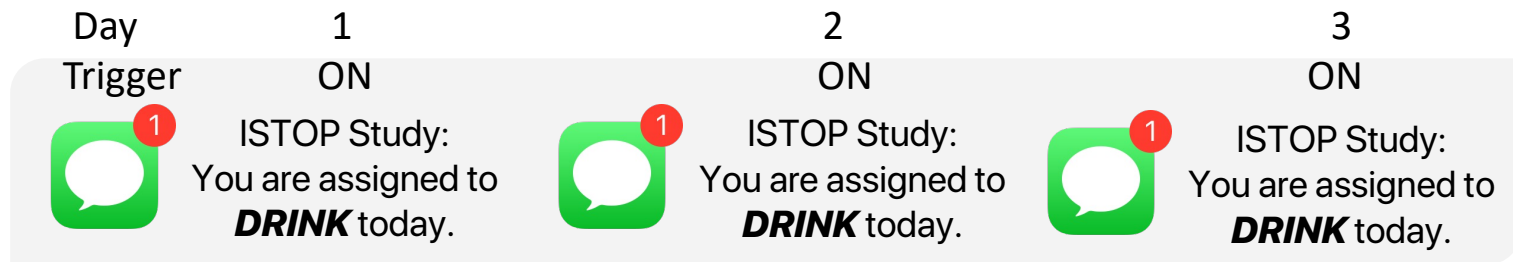 Day 1 2 3
Trigger ON ON ON
1 ISTOP Study: 1 ISTOP Study: 1 ISTOP Study:
You are assigned to You are assigned to You are assigned to
DRINK today. DRINK today. DRINK today.